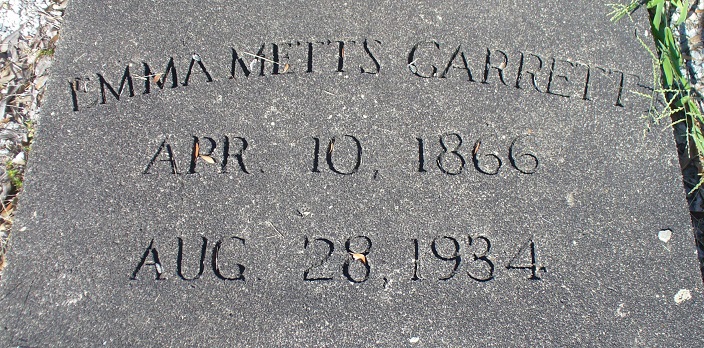 EMMA METTS GARRETT
APR. 10, 1866
AUG. 28, 1934